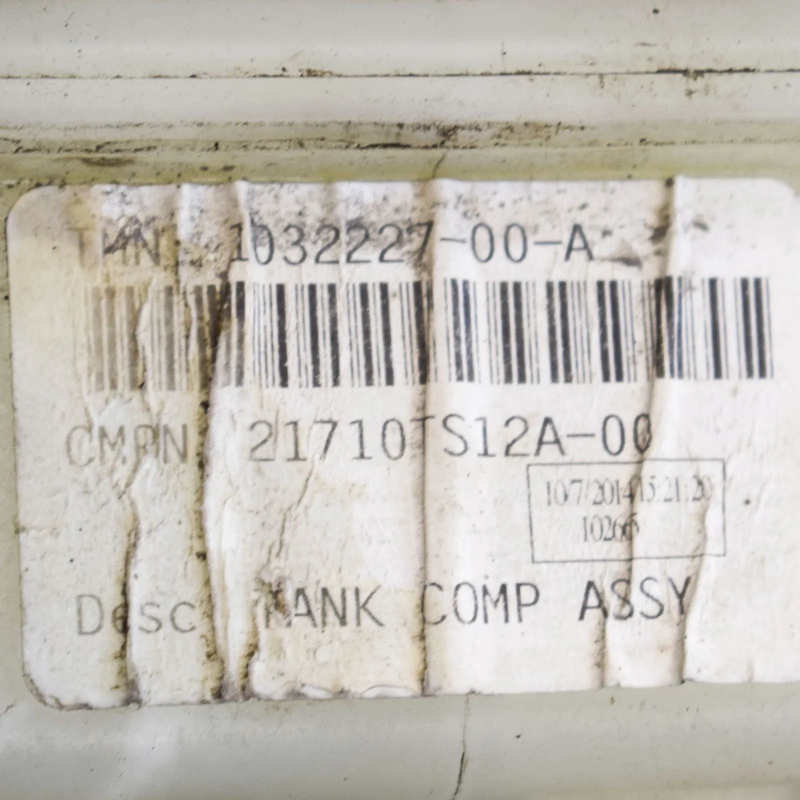 1032227-00-A
CMPN 21710TS12A-00
10/7/2014 15:21:20
10266
Desc TANK COMP ASSY